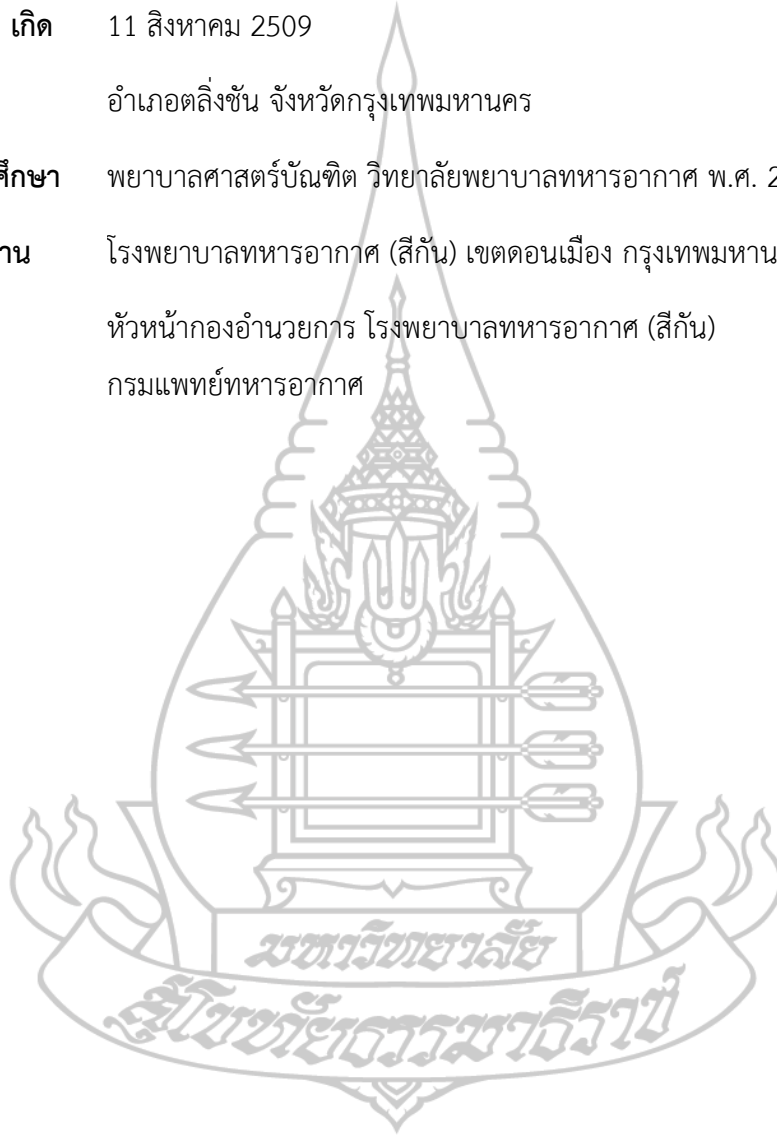 เกิด 11 สิงหาคม 2509
อำเภอตลิ่งชัน จังหวัดกรุงเทพมหานคร
ศึกษา พยาบาลศาสตร์บัณฑิต วิทยาลัยพยาบาลทหารอากาศ พ.ศ. 2
าน โรงพยาบาลทหารอากาศ (สีกัน) เขตดอนเมือง กรุงเทพมหาน
หัวหน้ากองอำนวยการ โรงพยาบาลทหารอากาศ (สีกัน)
กรมแพทย์ทหารอากาศ
มหาวิทยาลัย
สุโขทัยธรรมาธิราช